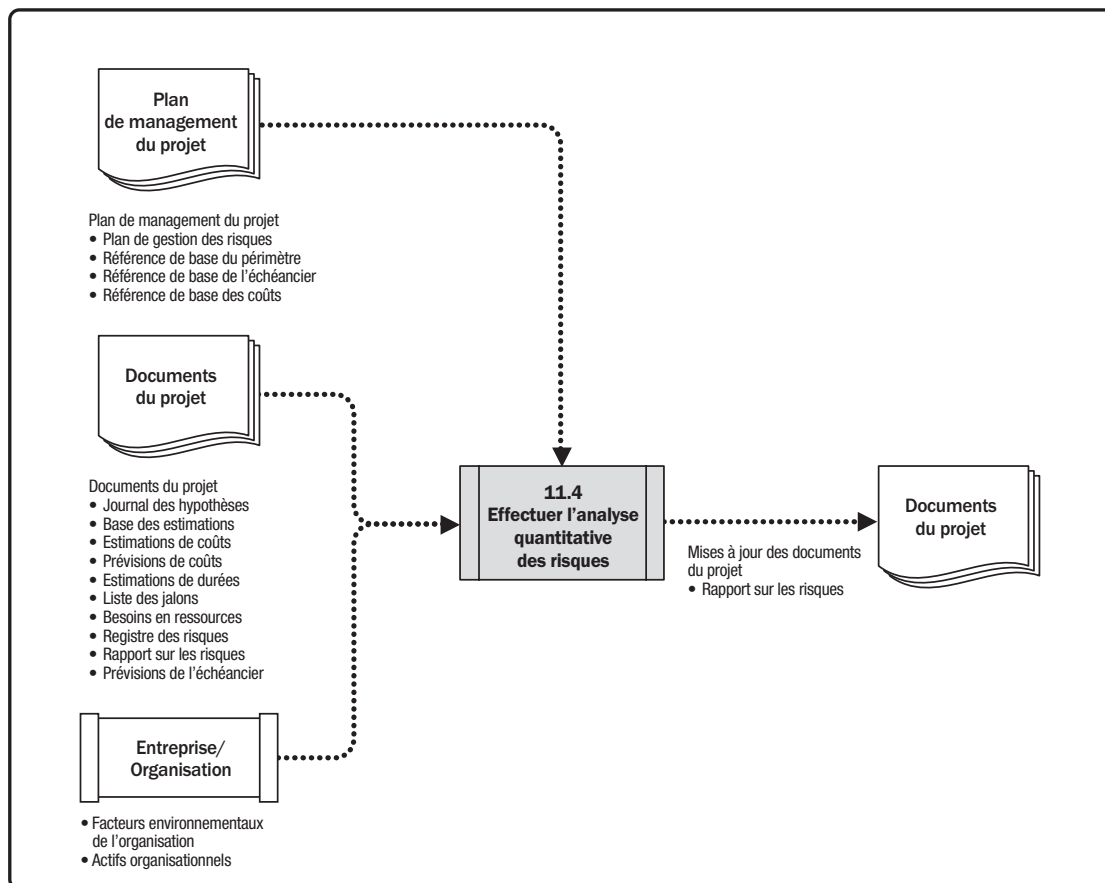 Plan
de management
du projet
Plan de management du projet
• Plan de gestion des risques
• Référence de base du périmètre
• Référence de base de l'échéancier
• Référence de base des coûts
Documents
du projet
Documents du projet
• Journal des hypothèses
• Base des estimations
• Estimations de coûts
• Prévisions de coûts
• Estimations de durées
• Liste des jalons
• Besoins en ressources
• Registre des risques
• Rapport sur les risques
• Prévisions de l'échéancier
Entreprise/
Organisation
• Facteurs environnementaux
de l'organisation
• Actifs organisationnels
11.4
Effectuer l'analyse
quantitative
des risques
Mises à jour des documents
du projet
• Rapport sur les risques
Documents
du projet